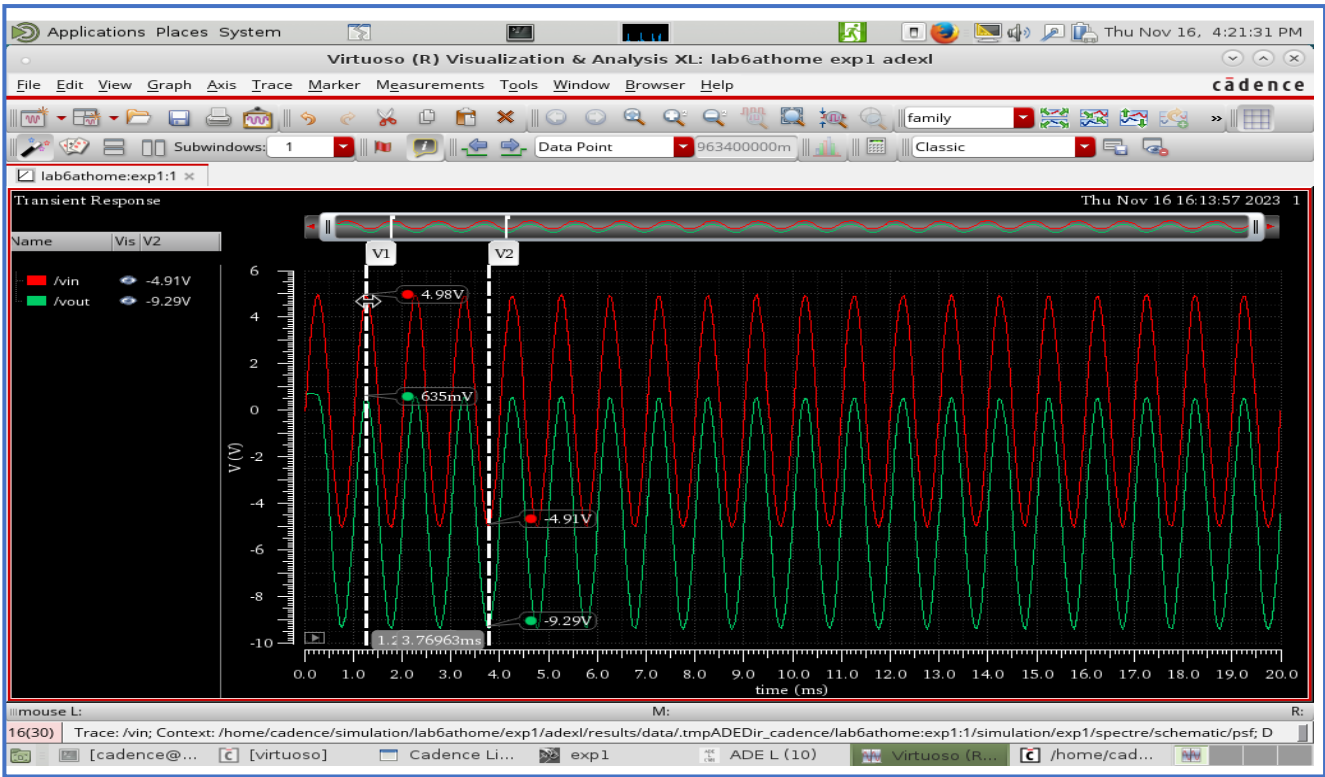 Applications Places System Thu Nov 16, 4:21:31 PM
Virtuoso (R) Visualization & Analysis XL: lab6athome exp1 adexl
File Edit View Graph Axis Trace Marker Measurements Tools Window Browser Help cādence
family
Subwindows: 1 Data Point 963400000m Classic
lab6athome:exp1:1
Transient Response Thu Nov 16 16:13:57 2023 1
Name Vis V2
V1 V2
/vin -4.91V
/vout -9.29V
6
4.98V
4
2
635mV
0
V (V)
-2
-4
-4.91V
-6
-8
-9.29V
-10
1.2 3.76963ms
0.0 1.0 2.0 3.0 4.0 5.0 6.0 7.0 8.0 9.0 10.0 11.0 12.0 13.0 14.0 15.0 16.0 17.0 18.0 19.0 20.0
time (ms)
mouse L: M: R:
16(30) Trace: /vin; Context: /home/cadence/simulation/lab6athome/exp1/adexl/results/data/.tmpADEDir_cadence/lab6athome:exp1:1/simulation/exp1/spectre/schematic/psf; D
[cadence@... [virtuoso] Cadence Li... exp1 ADE L (10) Virtuoso (R... /home/cad...